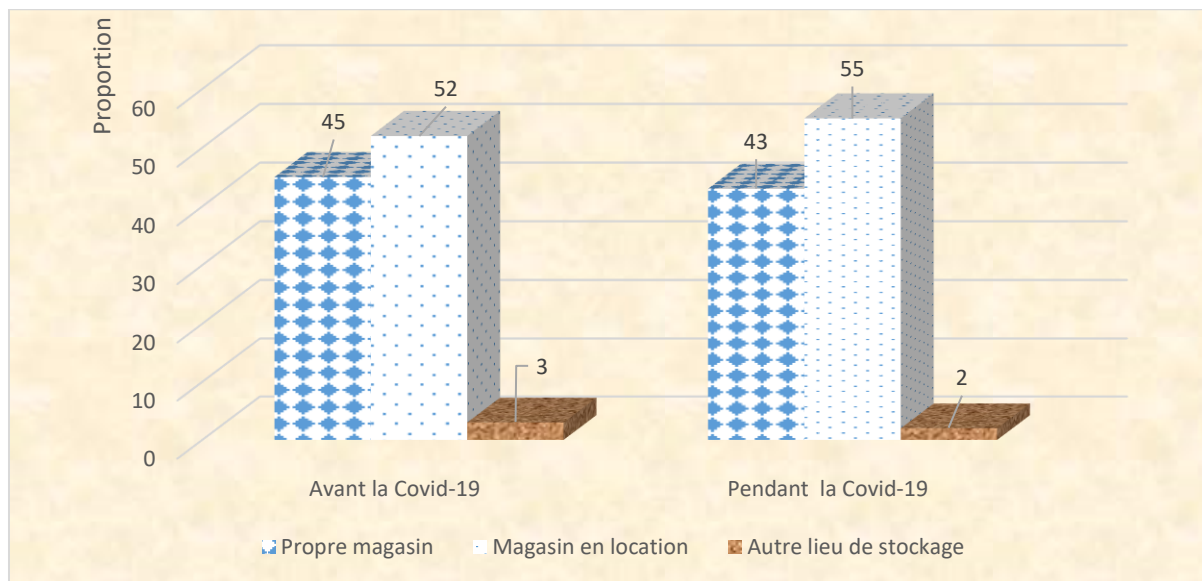 Proportion
60
50
40
30
20
10
0
45
52
3
43
55
2
Avant la Covid-19
Pendant la Covid-19
Propre magasin
Magasin en location
Autre lieu de stockage